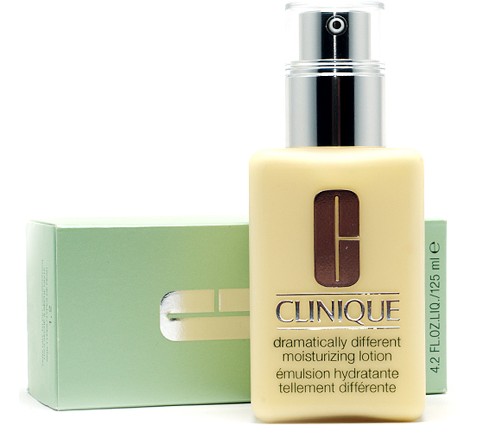 C
CLINIQUE
dramatically different
moisturizing lotion
émulsion hydratante
tellement différente
4.2 FL.OZ.LIQ./125 ml ℮